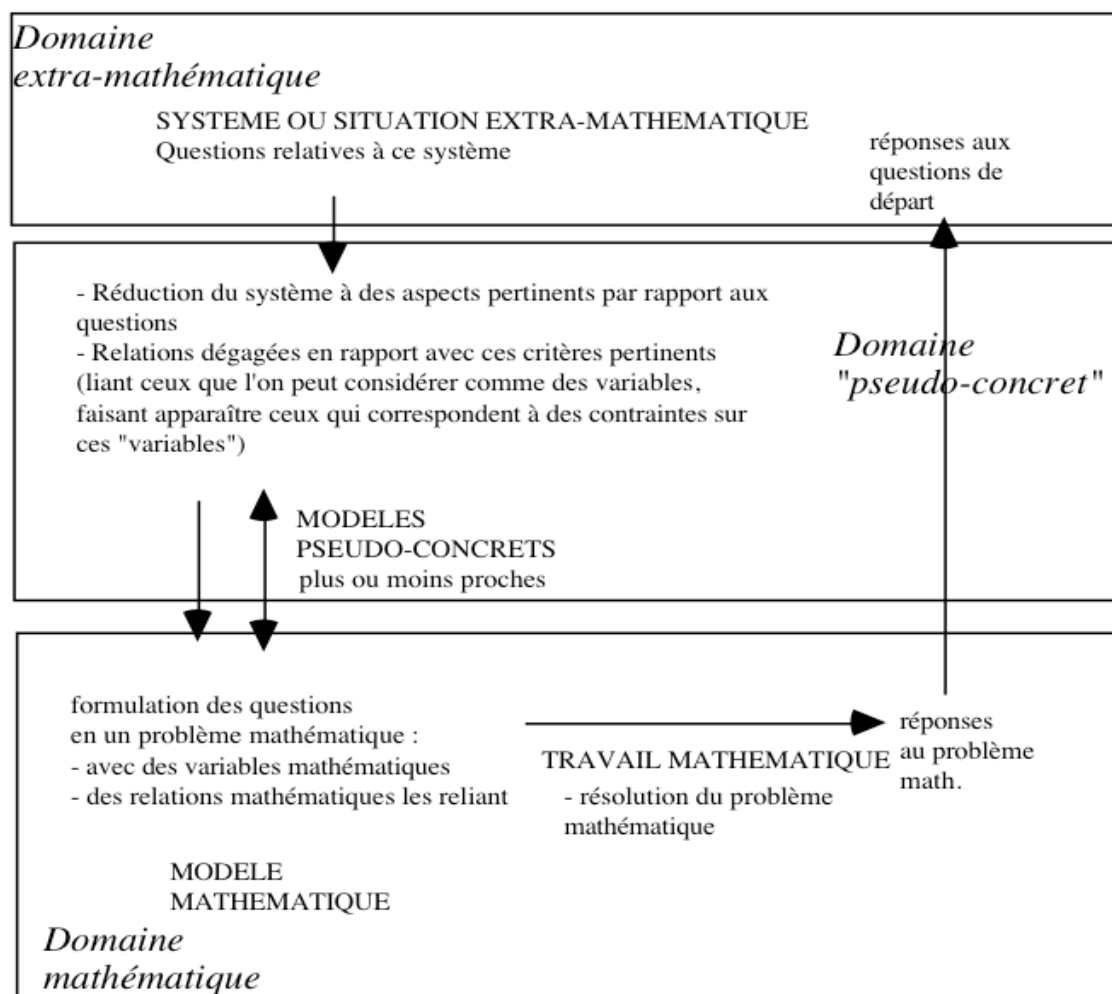 Domaine
extra-mathématique
SYSTEME OU SITUATION EXTRA-MATHEMATIQUE
Questions relatives à ce système
réponses aux
questions de
départ
- Réduction du système à des aspects pertinents par rapport aux
questions
- Relations dégagées en rapport avec ces critères pertinents
(liant ceux que l'on peut considérer comme des variables,
faisant apparaître ceux qui correspondent à des contraintes sur
ces "variables")
Domaine
"pseudo-concret"
MODELES
PSEUDO-CONCRETS
plus ou moins proches
formulation des questions
en un problème mathématique :
- avec des variables mathématiques
- des relations mathématiques les reliant
TRAVAIL MATHEMATIQUE
- résolution du problème
mathématique
réponses
au problème
math.
MODELE
MATHEMATIQUE
Domaine
mathématique